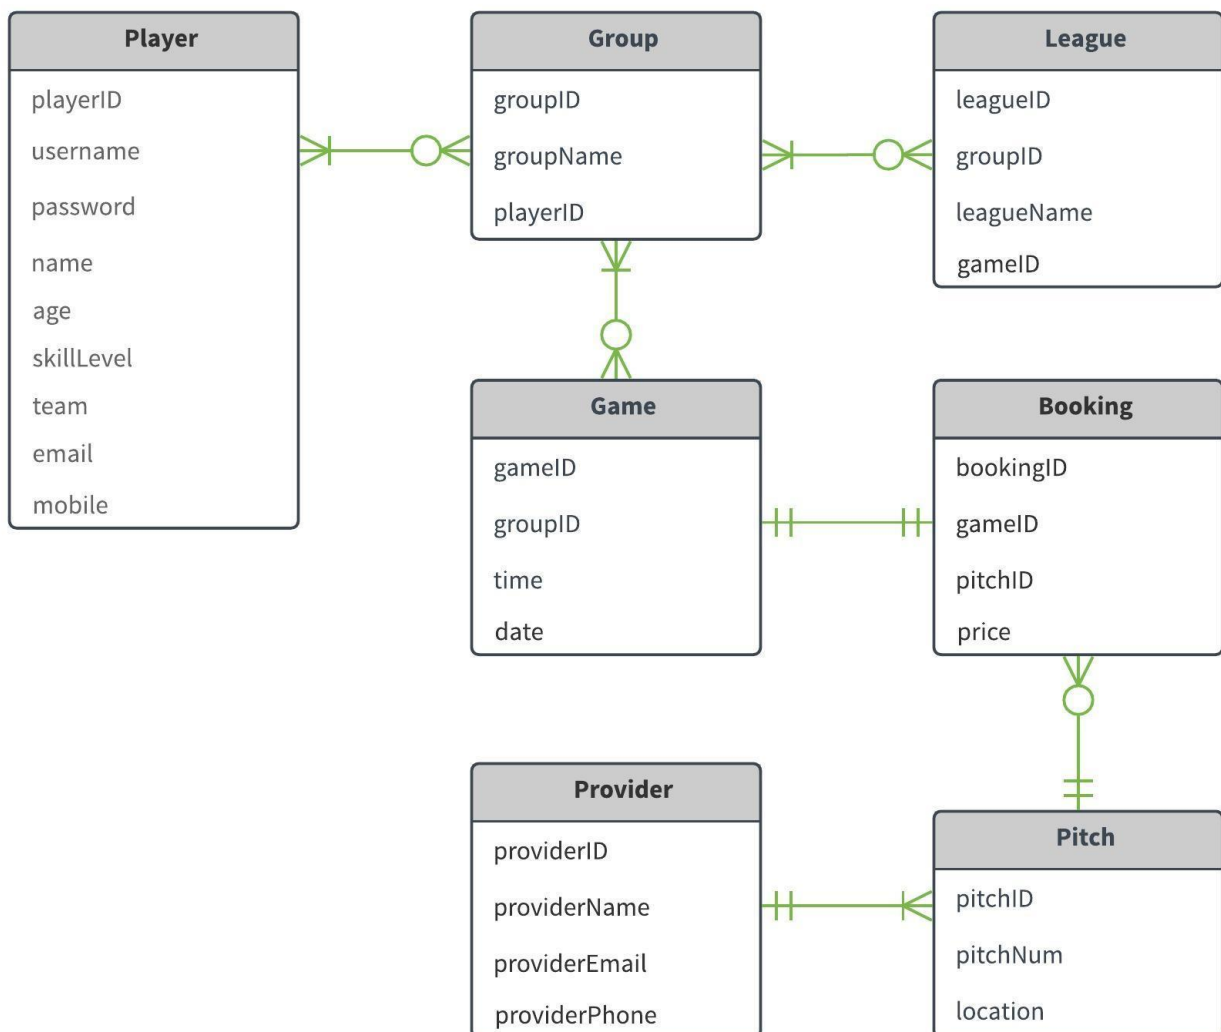 Player
playerID
username
password
name
age
skillLevel
team
email
mobile
Group
groupID
groupName
playerID
League
leagueID
groupID
leagueName
gameID
Game
gameID
groupID
time
date
Booking
bookingID
gameID
pitchID
price
Provider
providerID
providerName
providerEmail
providerPhone
Pitch
pitchID
pitchNum
location